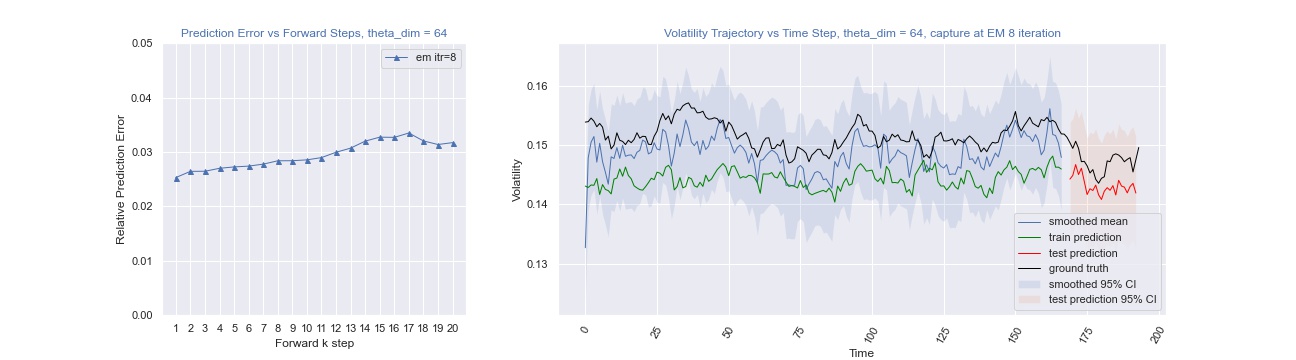 Prediction Error vs Forward Steps, theta_dim = 64
0.05
0.04
0.03
0.02
0.01
0.00
Relative Prediction Error
em itr=8
1 2 3 4 5 6 7 8 9 10 11 12 13 14 15 16 17 18 19 20
Forward k step
Volatility Trajectory vs Time Step, theta_dim = 64, capture at EM 8 iteration
0.16
0.15
0.14
0.13
Volatility
smoothed mean
train prediction
test prediction
ground truth
smoothed 95% CI
test prediction 95% CI
0 25 50 75 100 125 150 175 200
Time